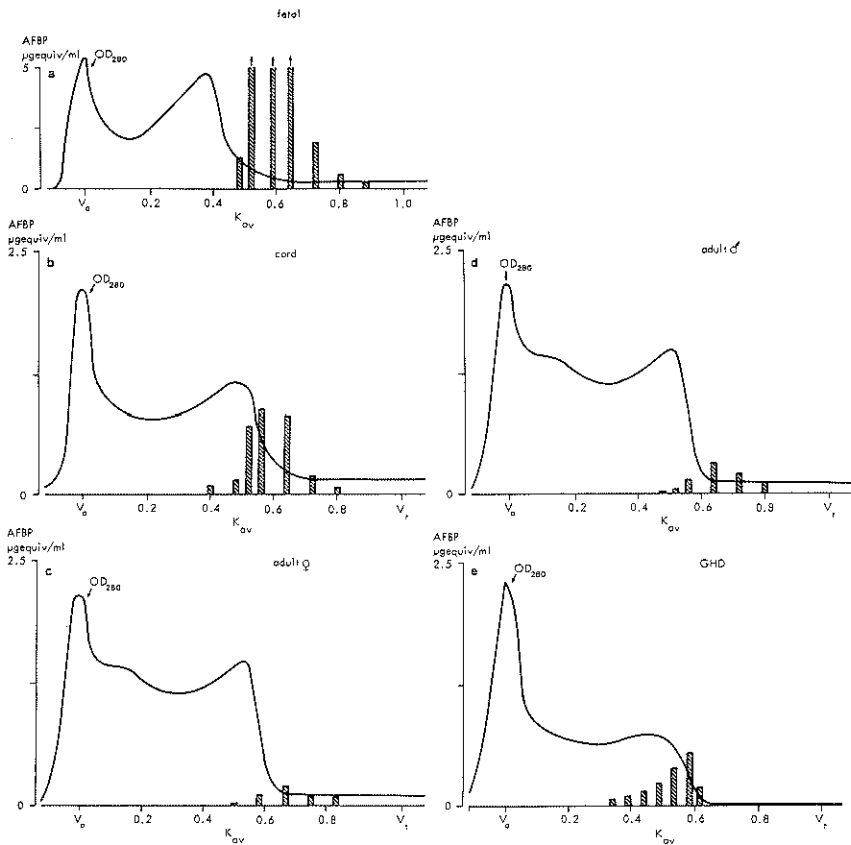 fetal
AFBP
µgequiv/ml
OD280
a
5
0
Vo 0.2 0.4 0.6 0.8 1.0
Kav
AFBP
µgequiv/ml
2.5
b
cord
OD280
0
Vo 0.2 0.4 0.6 0.8 Vt
Kav
AFBP
µgequiv/ml
2.5
c
adult ♀
OD280
0
Vo 0.2 0.4 0.6 0.8 Vt
Kav
AFBP
µgequiv/ml
2.5
d
adult ♂
OD280
0
Vo 0.2 0.4 0.6 0.8 Vt
Kav
AFBP
µgequiv/ml
2.5
e
GHD
OD280
0
Vo 0.2 0.4 0.6 0.8 Vt
Kav